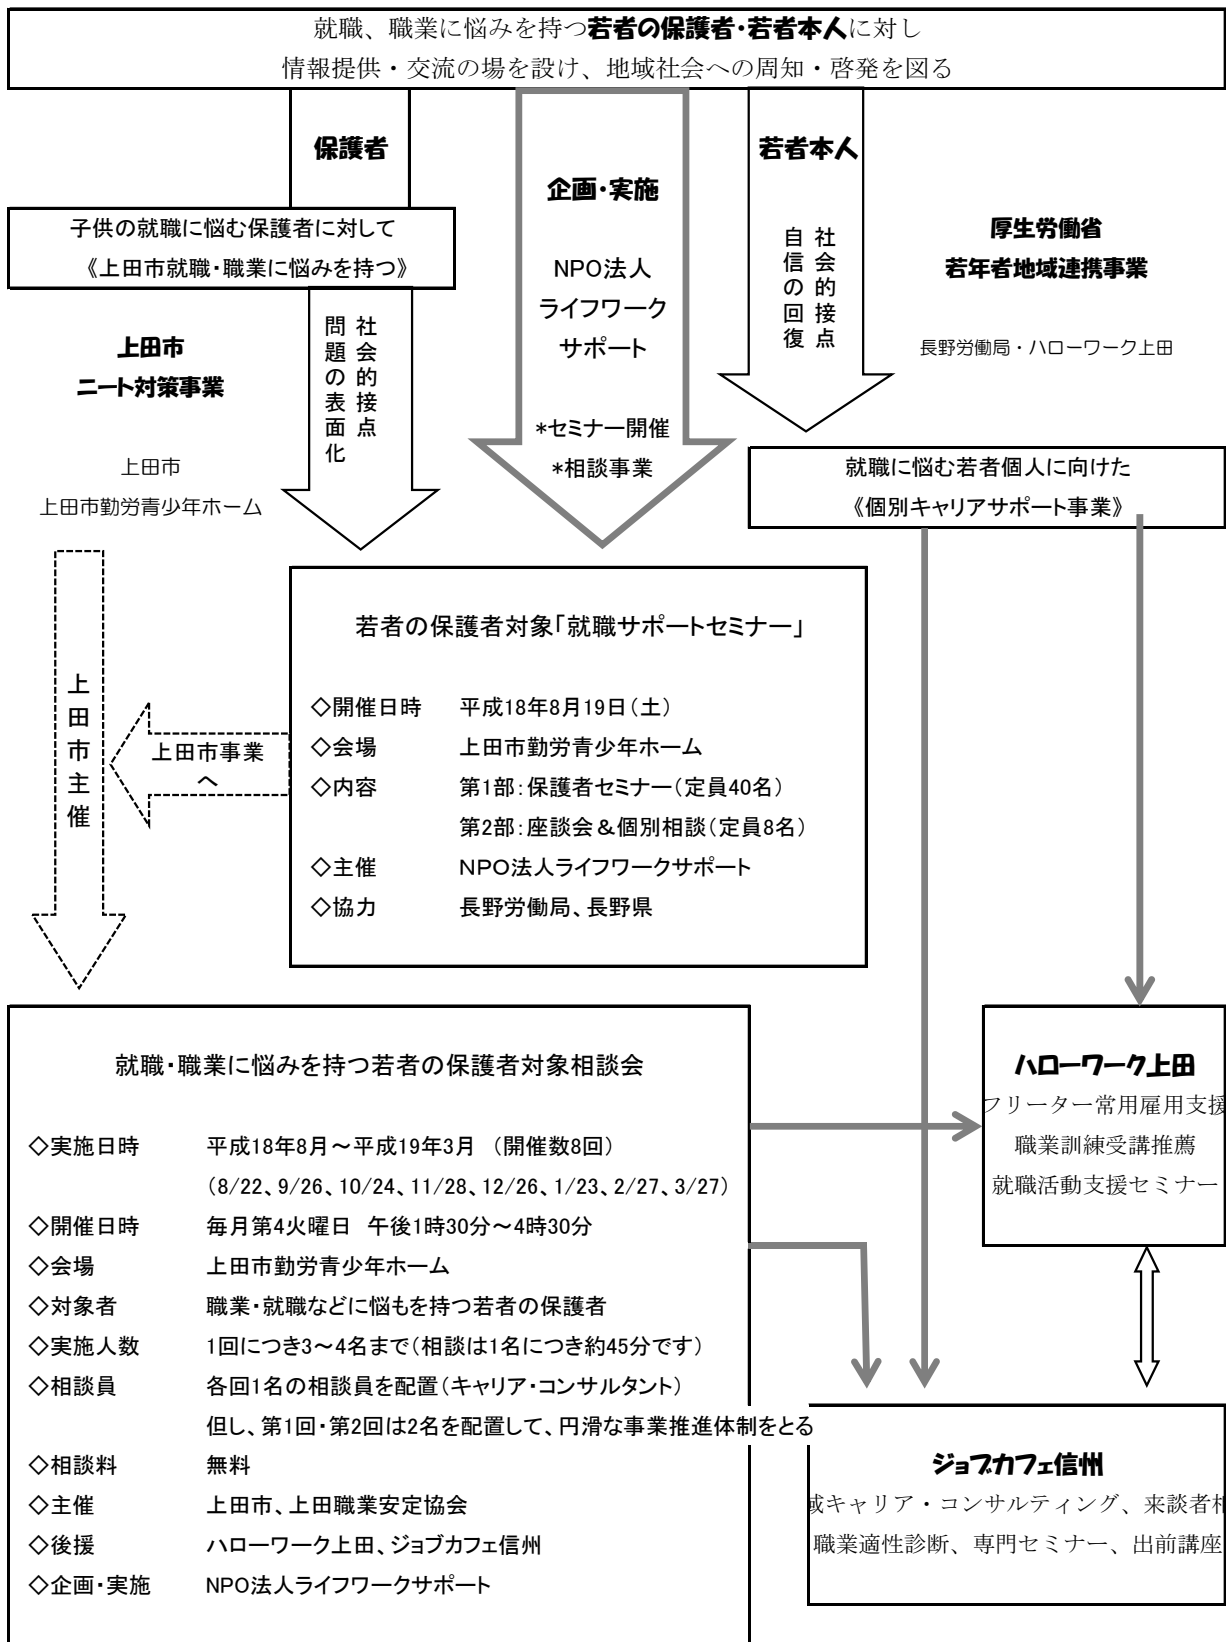 就職、職業に悩みを持つ若者の保護者・若者本人に対し
情報提供・交流の場を設け、地域社会への周知・啓発を図る
保護者
企画・実施
若者本人
子供の就職に悩む保護者に対して
《上田市就職・職業に悩みを持つ》
NPO法人
ライフワーク
サポート
*セミナー開催
*相談事業
社会的接点
自信の回復
厚生労働省
若年者地域連携事業
長野労働局・ハローワーク上田
上田市
ニート対策事業
上田市
上田市勤労青少年ホーム
社会的接点
問題の表面化
就職に悩む若者個人に向けた
《個別キャリアサポート事業》
若者の保護者対象「就職サポートセミナー」
◇開催日時 平成18年8月19日(土)
◇会場 上田市勤労青少年ホーム
◇内容 第1部:保護者セミナー(定員40名)
第2部:座談会&個別相談(定員8名)
◇主催 NPO法人ライフワークサポート
◇協力 長野労働局、長野県
上田市主催
上田市事業
へ
就職・職業に悩みを持つ若者の保護者対象相談会
◇実施日時 平成18年8月~平成19年3月 (開催数8回)
(8/22、9/26、10/24、11/28、12/26、1/23、2/27、3/27)
◇開催日時 毎月第4火曜日 午後1時30分~4時30分
◇会場 上田市勤労青少年ホーム
◇対象者 職業・就職などに悩もを持つ若者の保護者
◇実施人数 1回につき3~4名まで(相談は1名につき約45分です)
◇相談員 各回1名の相談員を配置(キャリア・コンサルタント)
但し、第1回・第2回は2名を配置して、円滑な事業推進体制をとる
◇相談料 無料
◇主催 上田市、上田職業安定協会
◇後援 ハローワーク上田、ジョブカフェ信州
◇企画・実施 NPO法人ライフワークサポート
ハローワーク上田
フリーター常用雇用支援
職業訓練受講推薦
就職活動支援セミナー
ジョブカフェ信州
キャリア・コンサルティング、来談者
職業適性診断、専門セミナー、出前講座